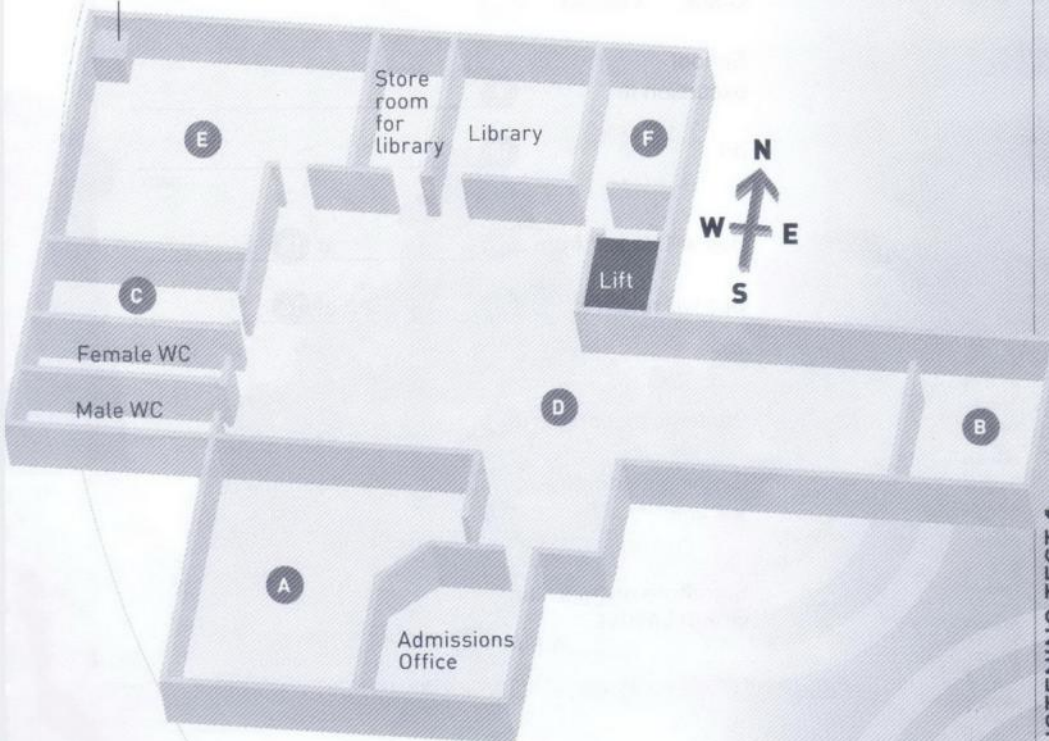 E
Store
room
for
library
Library
F
N
W
E
S
C
Lift
Female WC
Male WC
D
B
A
Admissions
Office